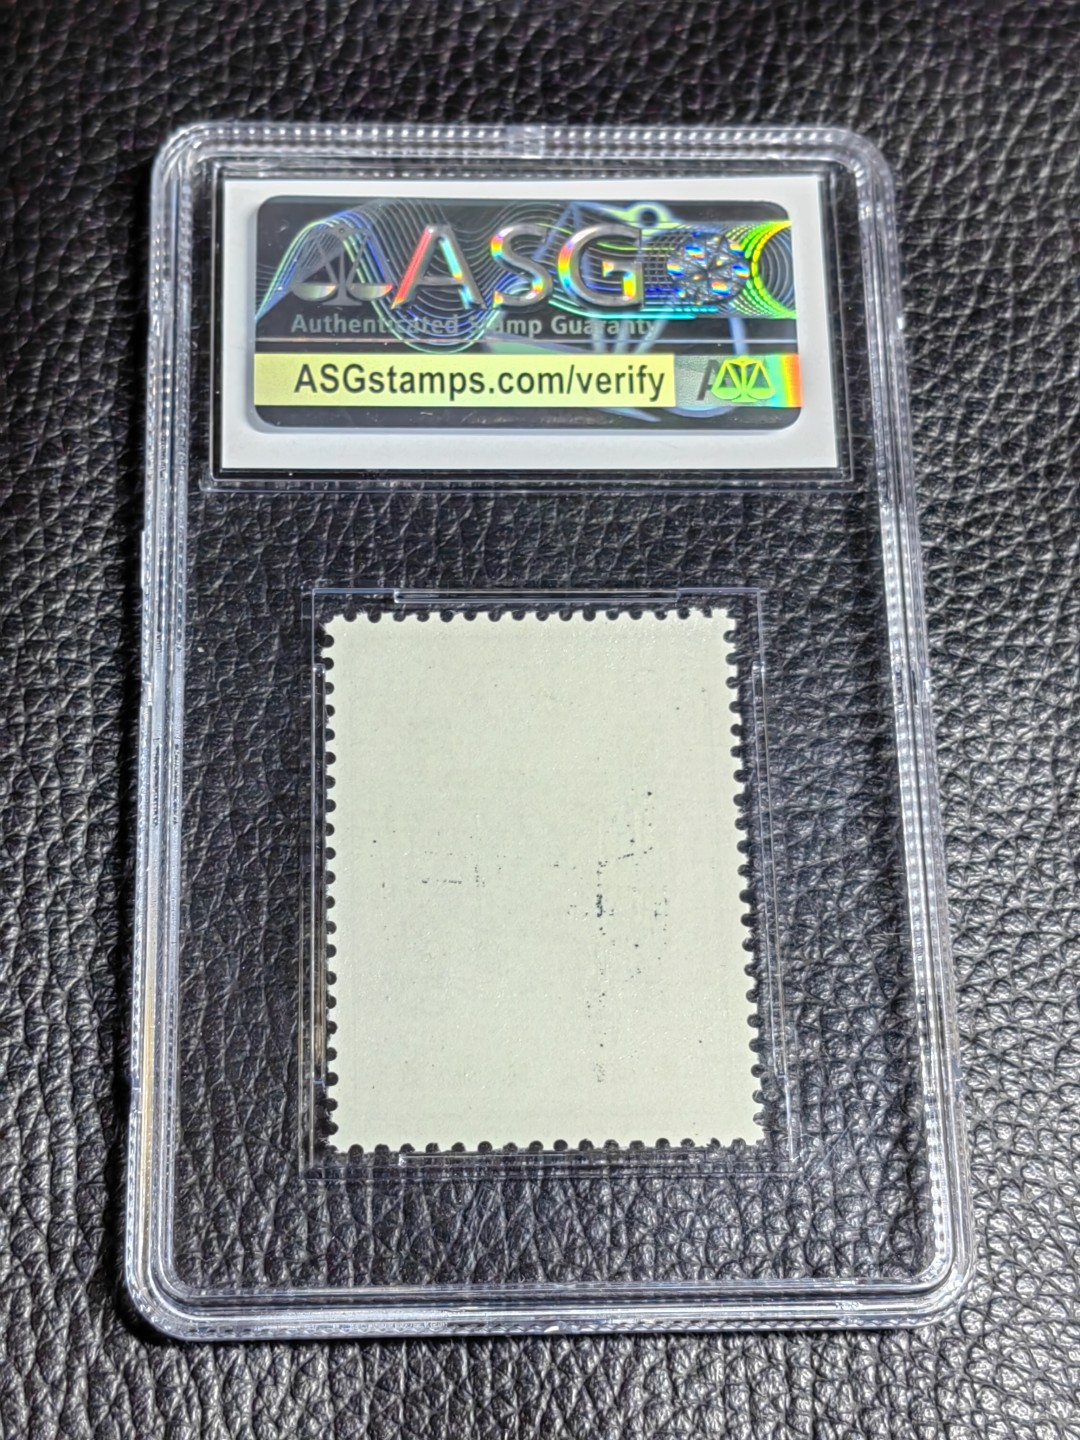 ASG
Authenticated Stamp Guaranty
ASGstamps.com/verify